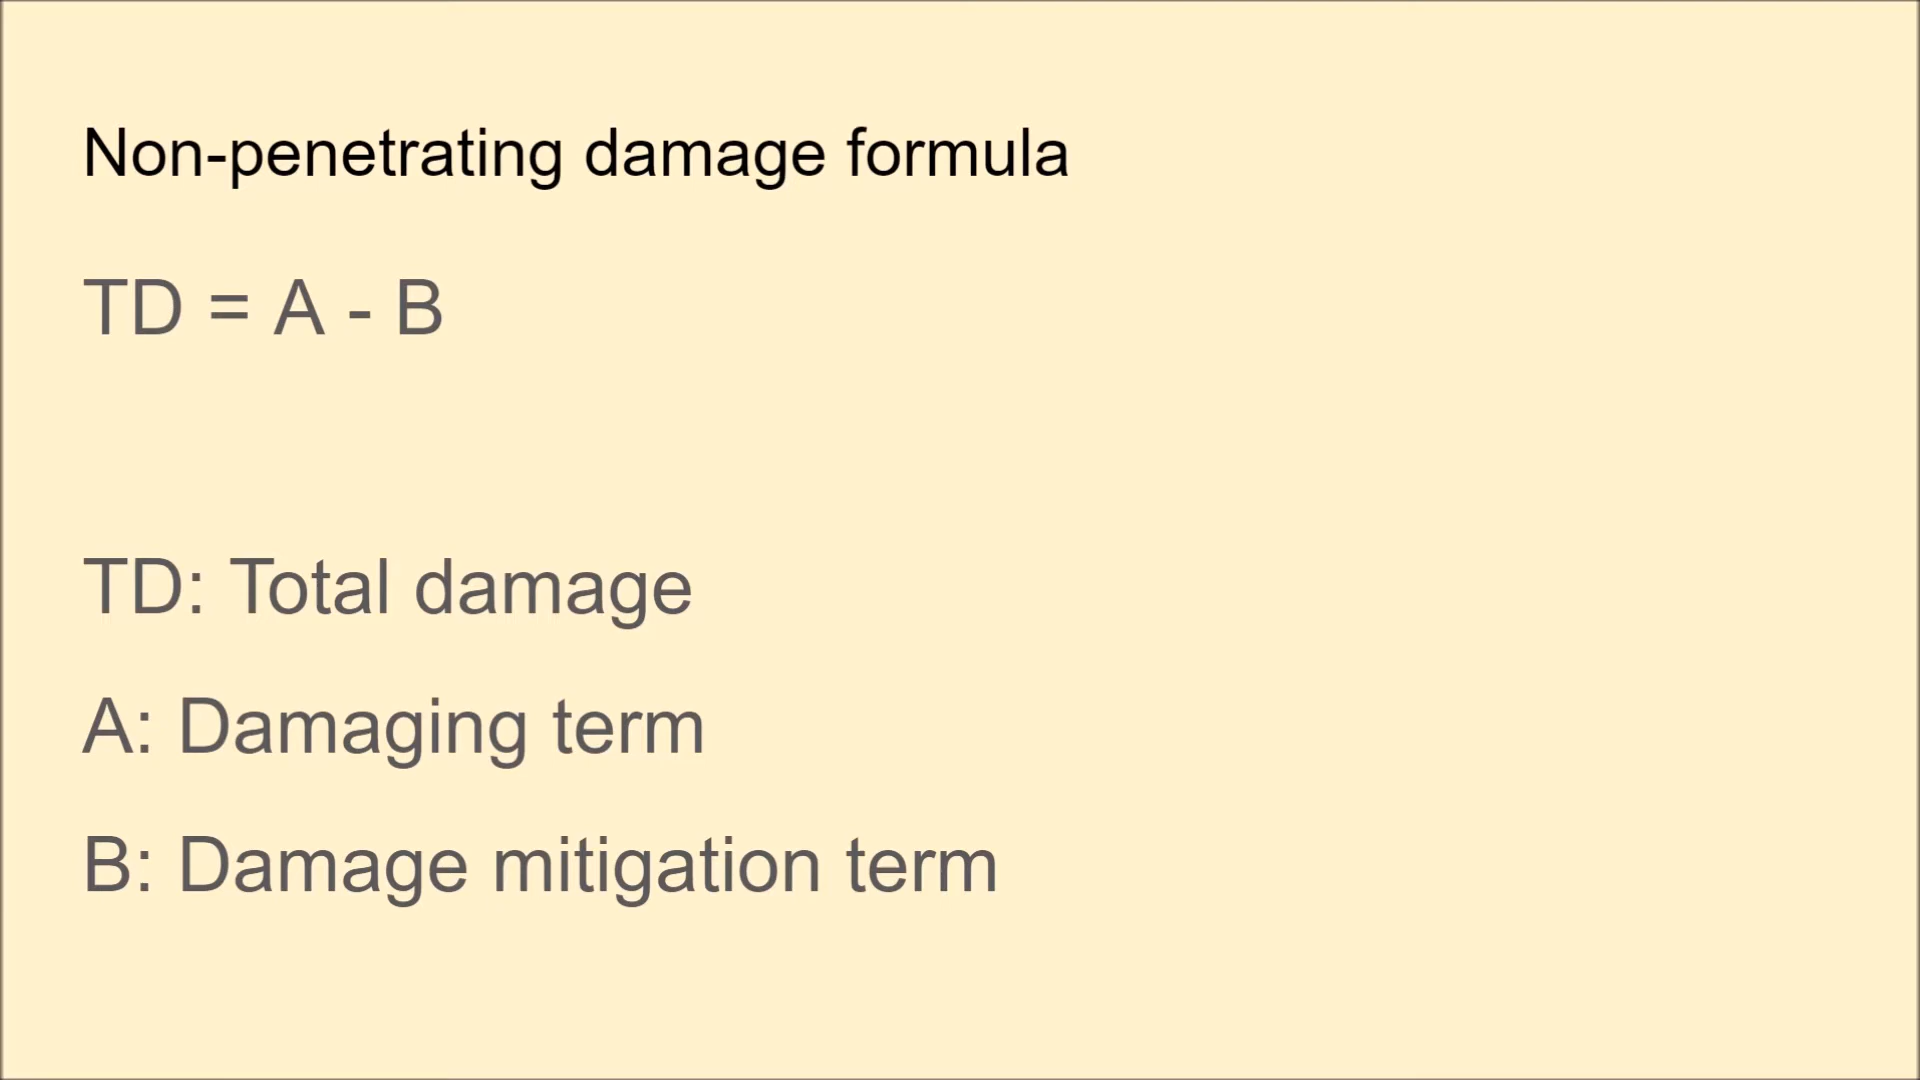 Non-penetrating damage formula
TD = A - B
TD: Total damage
A: Damaging term
B: Damage mitigation term